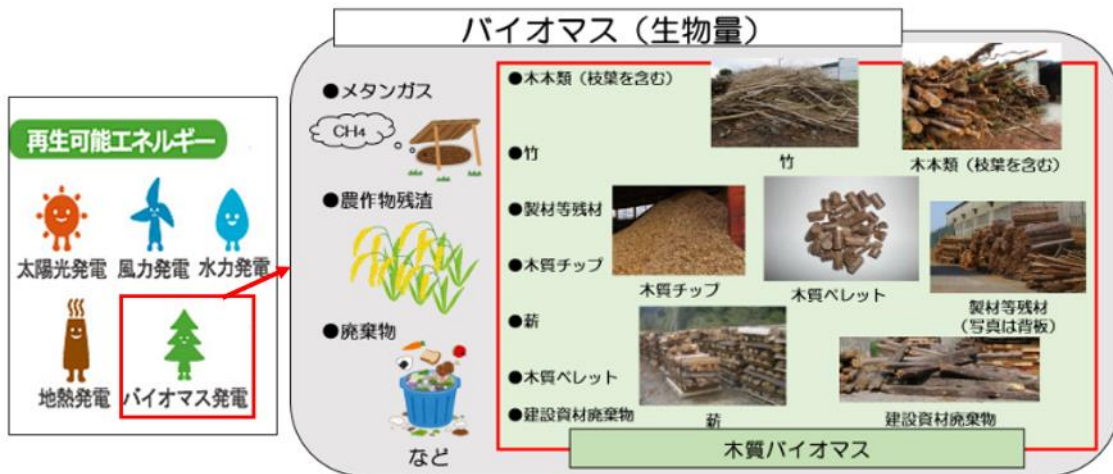 バイオマス（生物量）
再生可能エネルギー
太陽光発電
風力発電
水力発電
地熱発電
バイオマス発電
●メタンガス
CH4
●農作物残渣
●廃棄物
など
●木本類（枝葉を含む）
●竹
●製材等残材
●木質チップ
●薪
●木質ペレット
●建設資材廃棄物
竹
木本類（枝葉を含む）
木質チップ
木質ペレット
製材等残材
（写真は背板）
薪
建設資材廃棄物
木質バイオマス